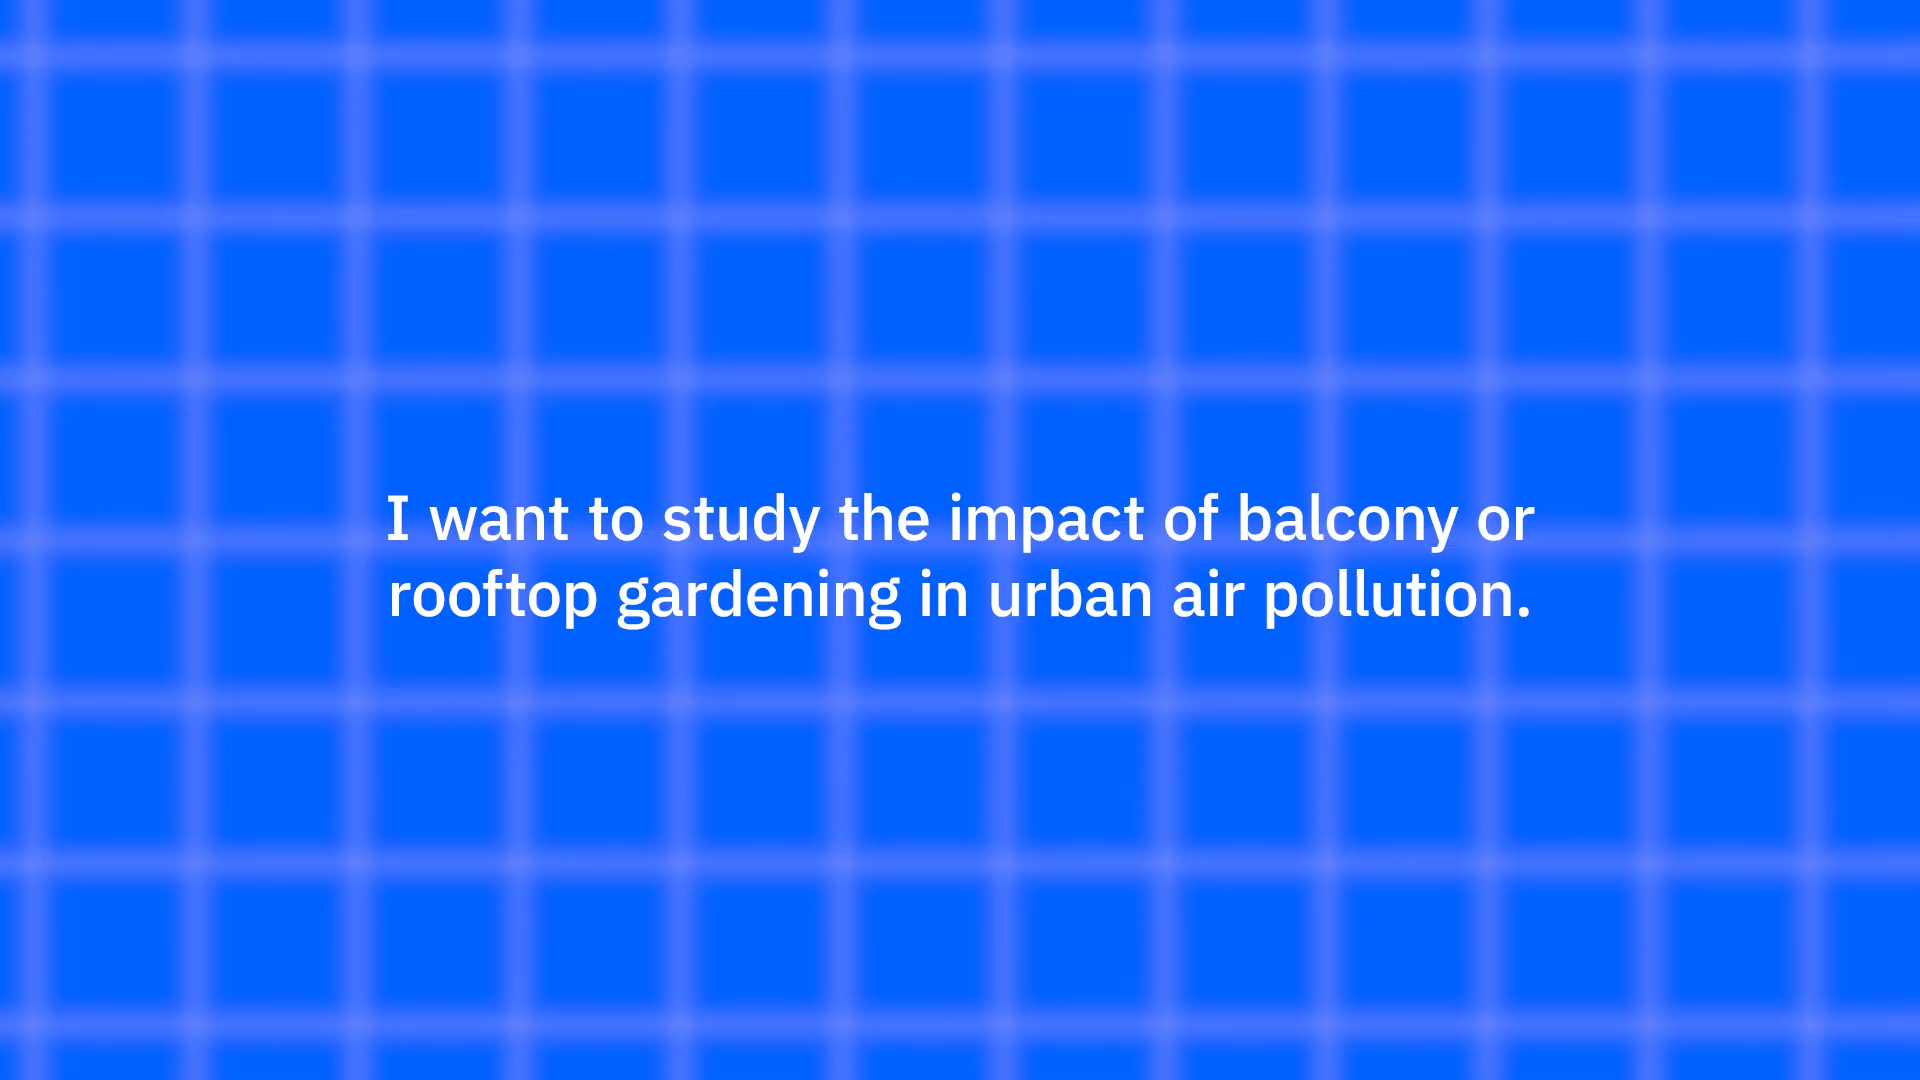 I want to study the impact of balcony or
rooftop gardening in urban air pollution.